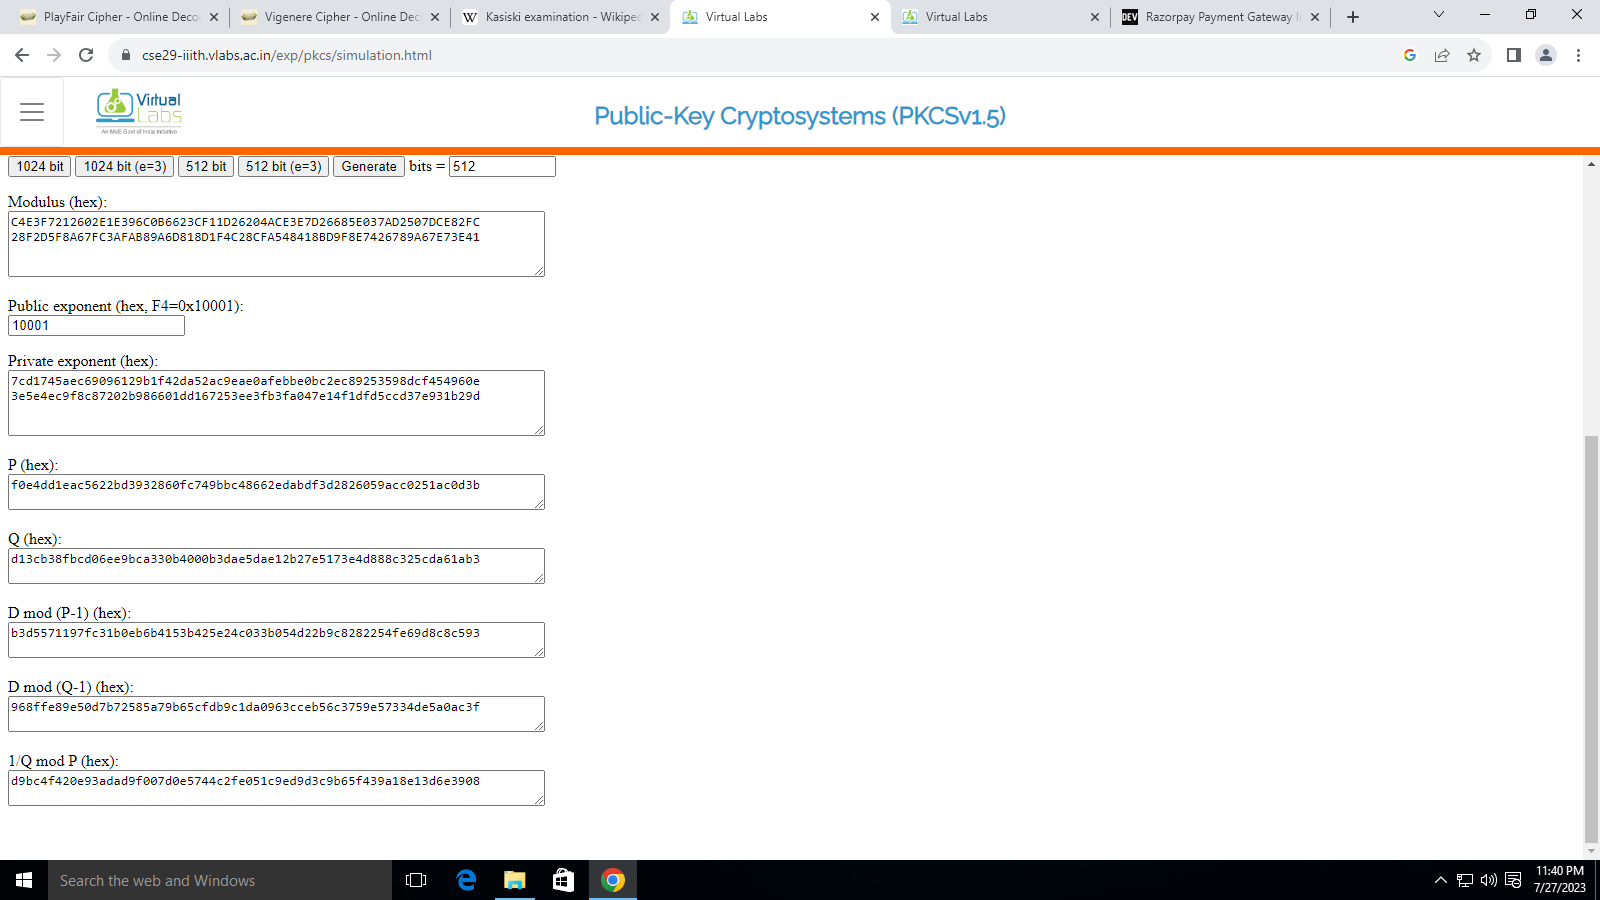 PlayFair Cipher - Online Deco
Vigenere Cipher - Online Dec
Kasiski examination - Wikiped
Virtual Labs
Virtual Labs
DEV
Razorpay Payment Gateway I
cse29-iiith.vlabs.ac.in/exp/pkcs/simulation.html
Virtual
Labs
An MoE Govt of India Initiative
Public-Key Cryptosystems (PKCSv1.5)
1024 bit 1024 bit (e=3) 512 bit 512 bit (e=3) Generate bits = 512
Modulus (hex):
C4E3F7212602E1E396C0B6623CF11D26204ACE3E7D26685E037AD2507DCE82FC
28F2D5F8A67FC3AFAB89A6D818D1F4C28CFA548418BD9F8E7426789A67E73E41
Public exponent (hex, F4=0x10001):
10001
Private exponent (hex):
7cd1745aec69096129b1f42da52ac9eae0afebbe0bc2ec89253598dcf454960e
3e5e4ec9f8c87202b986601dd167253ee3fb3fa047e14f1dfd5ccd37e931b29d
P (hex):
f0e4dd1eac5622bd3932860fc749bbc48662edabdf3d2826059acc0251ac0d3b
Q (hex):
d13cb38fbcd06ee9bca330b4000b3dae5dae12b27e5173e4d888c325cda61ab3
D mod (P-1) (hex):
b3d5571197fc31b0eb6b4153b425e24c033b054d22b9c8282254fe69d8c8c593
D mod (Q-1) (hex):
968ffe89e50d7b72585a79b65cfdb9c1da0963cceb56c3759e57334de5a0ac3f
1/Q mod P (hex):
d9bc4f420e93adad9f007d0e5744c2fe051c9ed9d3c9b65f439a18e13d6e3908
Search the web and Windows
11:40 PM
7/27/2023